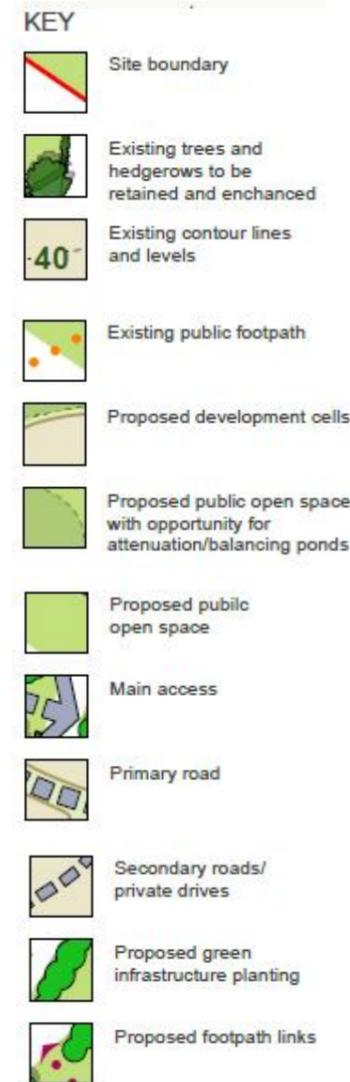 KEY
Site boundary
Existing trees and
hedgerows to be
retained and enchanced
Existing contour lines
and levels
40
Existing public footpath
Proposed development cells
Proposed public open space
with opportunity for
attenuation/balancing ponds
Proposed pubilc
open space
Main access
Primary road
Secondary roads/
private drives
Proposed green
infrastructure planting
Proposed footpath links